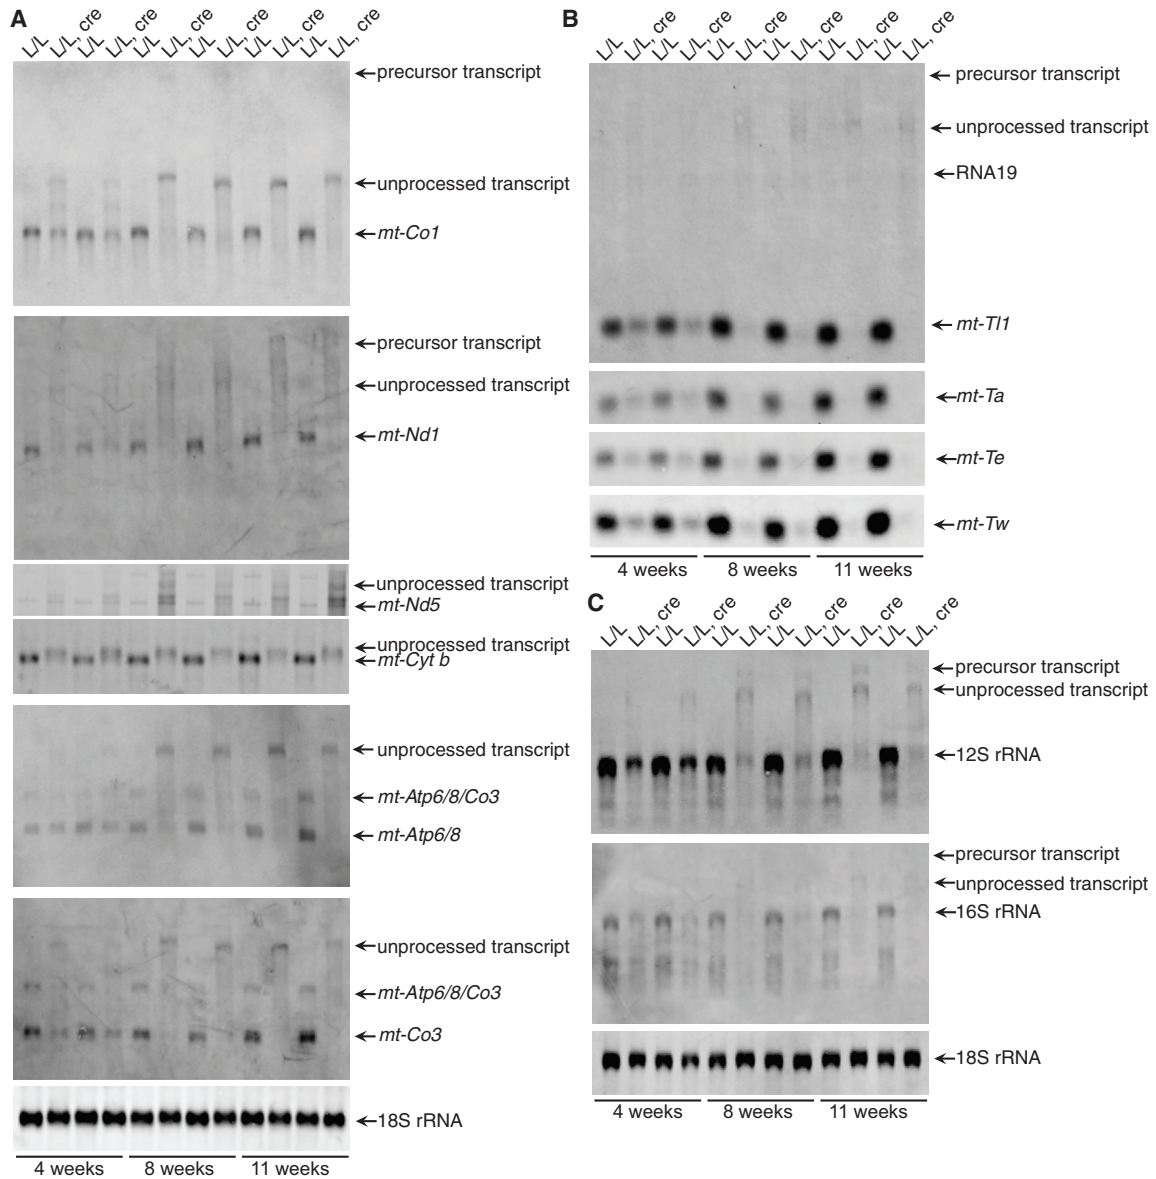 A
L/L
L/L, cre
L/L
L/L, cre
L/L
L/L, cre
L/L
L/L, cre
L/L
L/L, cre
L/L
L/L, cre
precursor transcript
unprocessed transcript
mt-Co1
precursor transcript
unprocessed transcript
mt-Nd1
unprocessed transcript
mt-Nd5
unprocessed transcript
mt-Cyt b
unprocessed transcript
mt-Atp6/8/Co3
mt-Atp6/8
unprocessed transcript
mt-Atp6/8/Co3
mt-Co3
18S rRNA
4 weeks
8 weeks
11 weeks
B
L/L
L/L, cre
L/L
L/L, cre
L/L
L/L, cre
L/L
L/L, cre
L/L
L/L, cre
L/L
L/L, cre
precursor transcript
unprocessed transcript
RNA19
mt-Tl1
mt-Ta
mt-Te
mt-Tw
4 weeks
8 weeks
11 weeks
C
L/L
L/L, cre
L/L
L/L, cre
L/L
L/L, cre
L/L
L/L, cre
L/L
L/L, cre
L/L
L/L, cre
precursor transcript
unprocessed transcript
12S rRNA
precursor transcript
unprocessed transcript
16S rRNA
18S rRNA
4 weeks
8 weeks
11 weeks